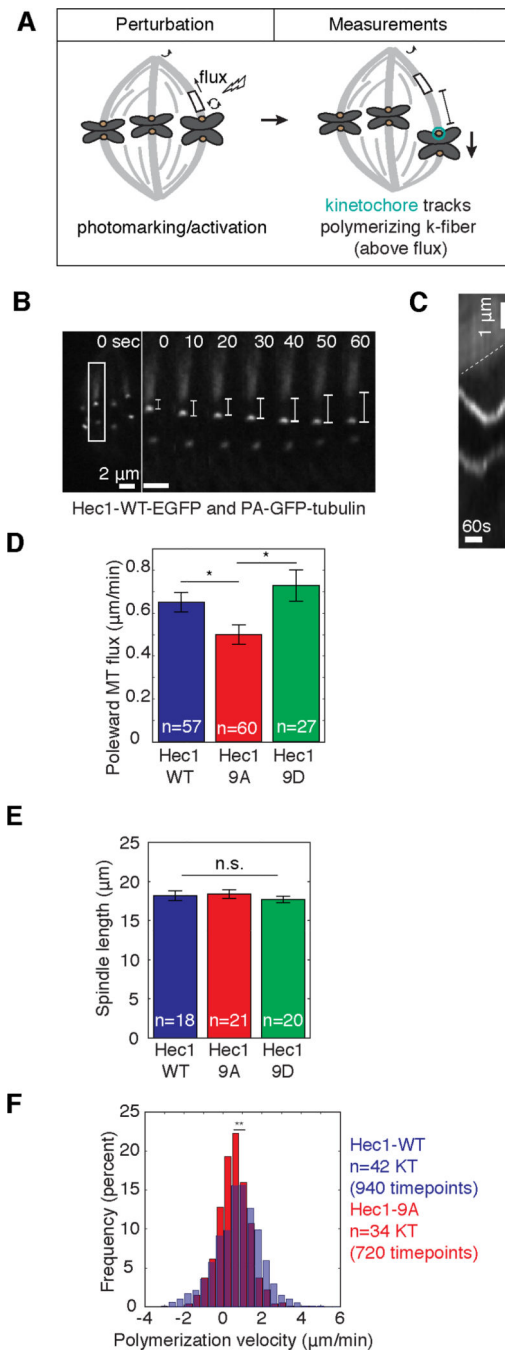 A
Perturbation
Measurements
flux
photomarking/activation
kinetochore tracks
polymerizing k-fiber
(above flux)
B
0 sec
0 10 20 30 40 50 60
2 µm
Hec1-WT-EGFP and PA-GFP-tubulin
C
1 µm
60s
D
Poleward MT flux (µm/min)
0.8
0.6
0.4
0.2
0
*
*
n=57
n=60
n=27
Hec1 Hec1 Hec1
WT 9A 9D
E
Spindle length (µm)
25
20
15
10
5
0
n.s.
n=18
n=21
n=20
Hec1 Hec1 Hec1
WT 9A 9D
F
Frequency (percent)
25
20
15
10
5
0
**
-4 -2 0 2 4 6
Polymerization velocity (µm/min)
Hec1-WT
n=42 KT
(940 timepoints)
Hec1-9A
n=34 KT
(720 timepoints)